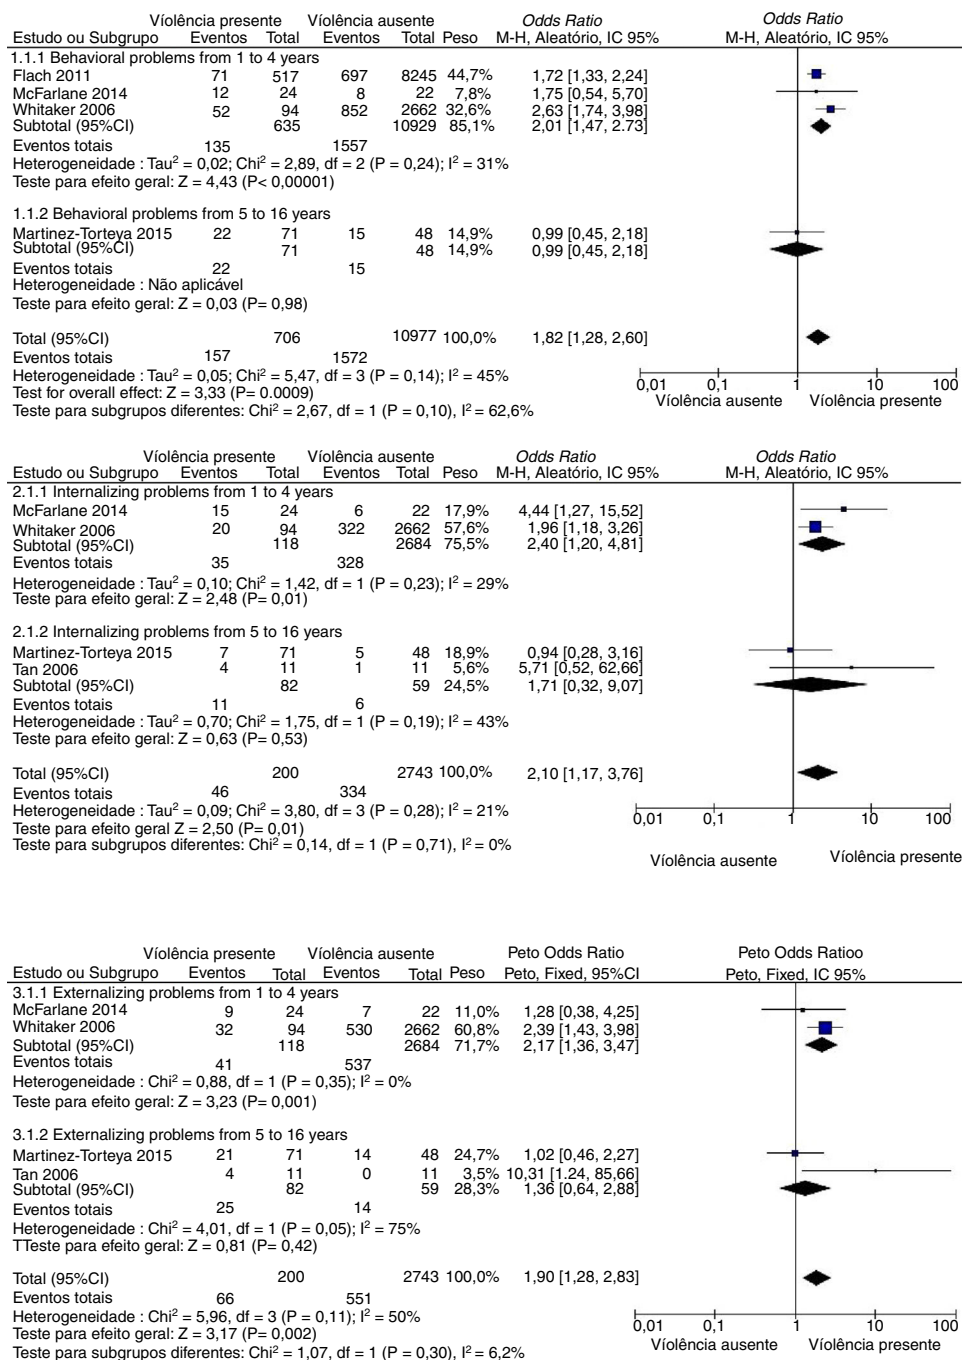 Víolência presente Víolência ausente Odds Ratio Odds Ratio
Estudo ou Subgrupo Eventos Total Eventos Total Peso M-H, Aleatório, IC 95% M-H, Aleatório, IC 95%
1.1.1 Behavioral problems from 1 to 4 years
Flach 2011 71 517 697 8245 44,7% 1,72 [1,33, 2,24]
McFarlane 2014 12 24 8 22 7,8% 1,75 [0,54, 5,70]
Whitaker 2006 52 94 852 2662 32,6% 2,63 [1,74, 3,98]
Subtotal (95%CI) 635 10929 85,1% 2,01 [1,47, 2.73]
Eventos totais 135 1557
Heterogeneidade : Tau² = 0,02; Chi² = 2,89, df = 2 (P = 0,24); I² = 31%
Teste para efeito geral: Z = 4,43 (P< 0,00001)
1.1.2 Behavioral problems from 5 to 16 years
Martinez-Torteya 2015 22 71 15 48 14,9% 0,99 [0,45, 2,18]
Subtotal (95%CI) 71 48 14,9% 0,99 [0,45, 2,18]
Eventos totais 22 15
Heterogeneidade : Não aplicável
Teste para efeito geral: Z = 0,03 (P= 0,98)
Total (95%CI) 706 10977 100,0% 1,82 [1,28, 2,60]
Eventos totais 157 1572
Heterogeneidade : Tau² = 0,05; Chi² = 5,47, df = 3 (P = 0,14); I² = 45%
Test for overall effect: Z = 3,33 (P= 0.0009)
Teste para subgrupos diferentes: Chi² = 2,67, df = 1 (P = 0,10), I² = 62,6%
0,01 0,1 1 10 100
Víolência ausente Víolência presente
Víolência presente Víolência ausente Odds Ratio Odds Ratio
Estudo ou Subgrupo Eventos Total Eventos Total Peso M-H, Aleatório, IC 95% M-H, Aleatório, IC 95%
2.1.1 Internalizing problems from 1 to 4 years
McFarlane 2014 15 24 6 22 17,9% 4,44 [1,27, 15,52]
Whitaker 2006 20 94 322 2662 57,6% 1,96 [1,18, 3,26]
Subtotal (95%CI) 118 2684 75,5% 2,40 [1,20, 4,81]
Eventos totais 35 328
Heterogeneidade : Tau² = 0,10; Chi² = 1,42, df = 1 (P = 0,23); I² = 29%
Teste para efeito geral: Z = 2,48 (P= 0,01)
2.1.2 Internalizing problems from 5 to 16 years
Martinez-Torteya 2015 7 71 5 48 18,9% 0,94 [0,28, 3,16]
Tan 2006 4 11 1 11 5,6% 5,71 [0,52, 62,66]
Subtotal (95%CI) 82 59 24,5% 1,71 [0,32, 9,07]
Eventos totais 11 6
Heterogeneidade : Tau² = 0,70; Chi² = 1,75, df = 1 (P = 0,19); I² = 43%
Teste para efeito geral: Z = 0,63 (P= 0,53)
Total (95%CI) 200 2743 100,0% 2,10 [1,17, 3,76]
Eventos totais 46 334
Heterogeneidade : Tau² = 0,09; Chi² = 3,80, df = 3 (P = 0,28); I² = 21%
Teste para efeito geral Z = 2,50 (P= 0,01)
Teste para subgrupos diferentes: Chi² = 0,14, df = 1 (P = 0,71), I² = 0%
0,01 0,1 1 10 100
Víolência ausente Víolência presente
Víolência presente Víolência ausente Peto Odds Ratio Peto Odds Ratioo
Estudo ou Subgrupo Eventos Total Eventos Total Peso Peto, Fixed, 95%CI Peto, Fixed, IC 95%
3.1.1 Externalizing problems from 1 to 4 years
McFarlane 2014 9 24 7 22 11,0% 1,28 [0,38, 4,25]
Whitaker 2006 32 94 530 2662 60,8% 2,39 [1,43, 3,98]
Subtotal (95%CI) 118 2684 71,7% 2,17 [1,36, 3,47]
Eventos totais 41 537
Heterogeneidade : Chi² = 0,88, df = 1 (P = 0,35); I² = 0%
Teste para efeito geral: Z = 3,23 (P= 0,001)
3.1.2 Externalizing problems from 5 to 16 years
Martinez-Torteya 2015 21 71 14 48 24,7% 1,02 [0,46, 2,27]
Tan 2006 4 11 0 11 3,5% 10,31 [1.24, 85,66]
Subtotal (95%CI) 82 59 28,3% 1,36 [0,64, 2,88]
Eventos totais 25 14
Heterogeneidade : Chi² = 4,01, df = 1 (P = 0,05); I² = 75%
TTeste para efeito geral: Z = 0,81 (P= 0,42)
Total (95%CI) 200 2743 100,0% 1,90 [1,28, 2,83]
Eventos totais 66 551
Heterogeneidade : Chi² = 5,96, df = 3 (P = 0,11); I² = 50%
Teste para efeito geral: Z = 3,17 (P= 0,002)
Teste para subgrupos diferentes: Chi² = 1,07, df = 1 (P = 0,30), I² = 6,2%
0,01 0,1 1 10 100
Víolência ausente Víolência presente